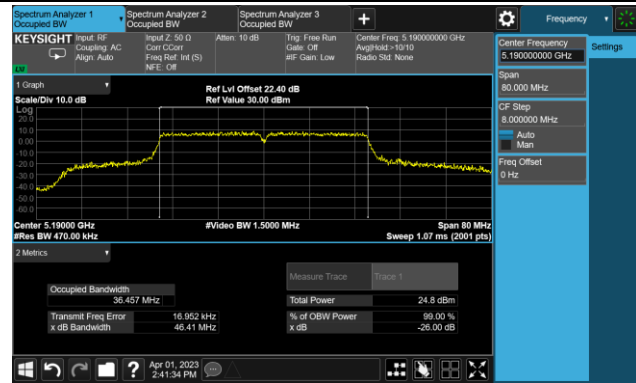 Spectrum Analyzer 1
Occupied BW
Spectrum Analyzer 2
Occupied BW
Spectrum Analyzer 3
Occupied BW
Frequency
KEYSIGHT
Input: RF
Coupling: AC
Align: Auto
Input Z: 50 Ω
Corr CCorr
Freq Ref: Int (S)
NFE: Off
Atten: 10 dB
Trig: Free Run
Gate: Off
#IF Gain: Low
Center Freq: 5.190000000 GHz
Avg|Hold:>10/10
Radio Std: None
Center Frequency
5.190000000 GHz
Settings
Span
80.000 MHz
CF Step
8.000000 MHz
Auto
Man
Freq Offset
0 Hz
1 Graph
Scale/Div 10.0 dB
Ref Lvl Offset 22.40 dB
Ref Value 30.00 dBm
Log
20.0
10.0
0.00
-10.0
-20.0
-30.0
-40.0
-50.0
-60.0
Center 5.19000 GHz
#Res BW 470.00 kHz
#Video BW 1.5000 MHz
Span 80 MHz
Sweep 1.07 ms (2001 pts)
2 Metrics
Measure Trace
Trace 1
Occupied Bandwidth
36.457 MHz
Total Power
24.8 dBm
Transmit Freq Error
16.952 kHz
% of OBW Power
99.00 %
x dB Bandwidth
46.41 MHz
x dB
-26.00 dB
Apr 01, 2023
2:41:34 PM